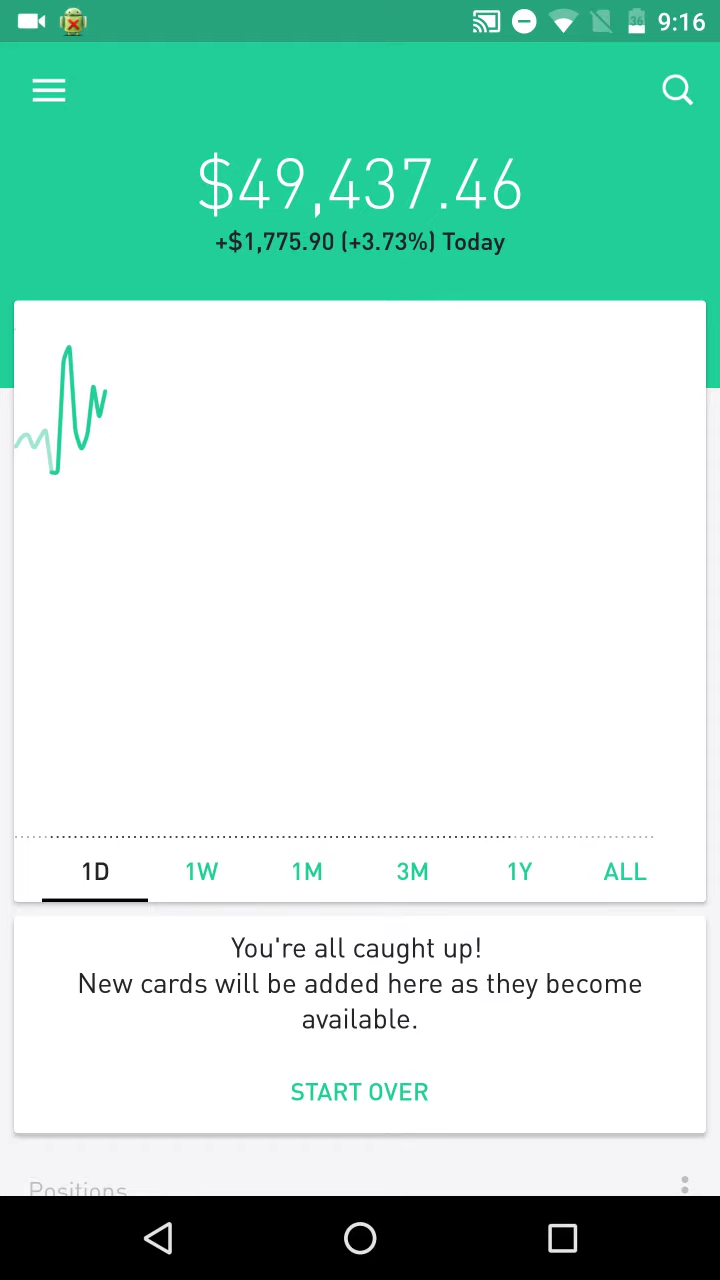 36 9:16
$49,437.46
+$1,775.90 (+3.73%) Today
1D 1W 1M 3M 1Y ALL
You're all caught up!
New cards will be added here as they become
available.
START OVER
Positions